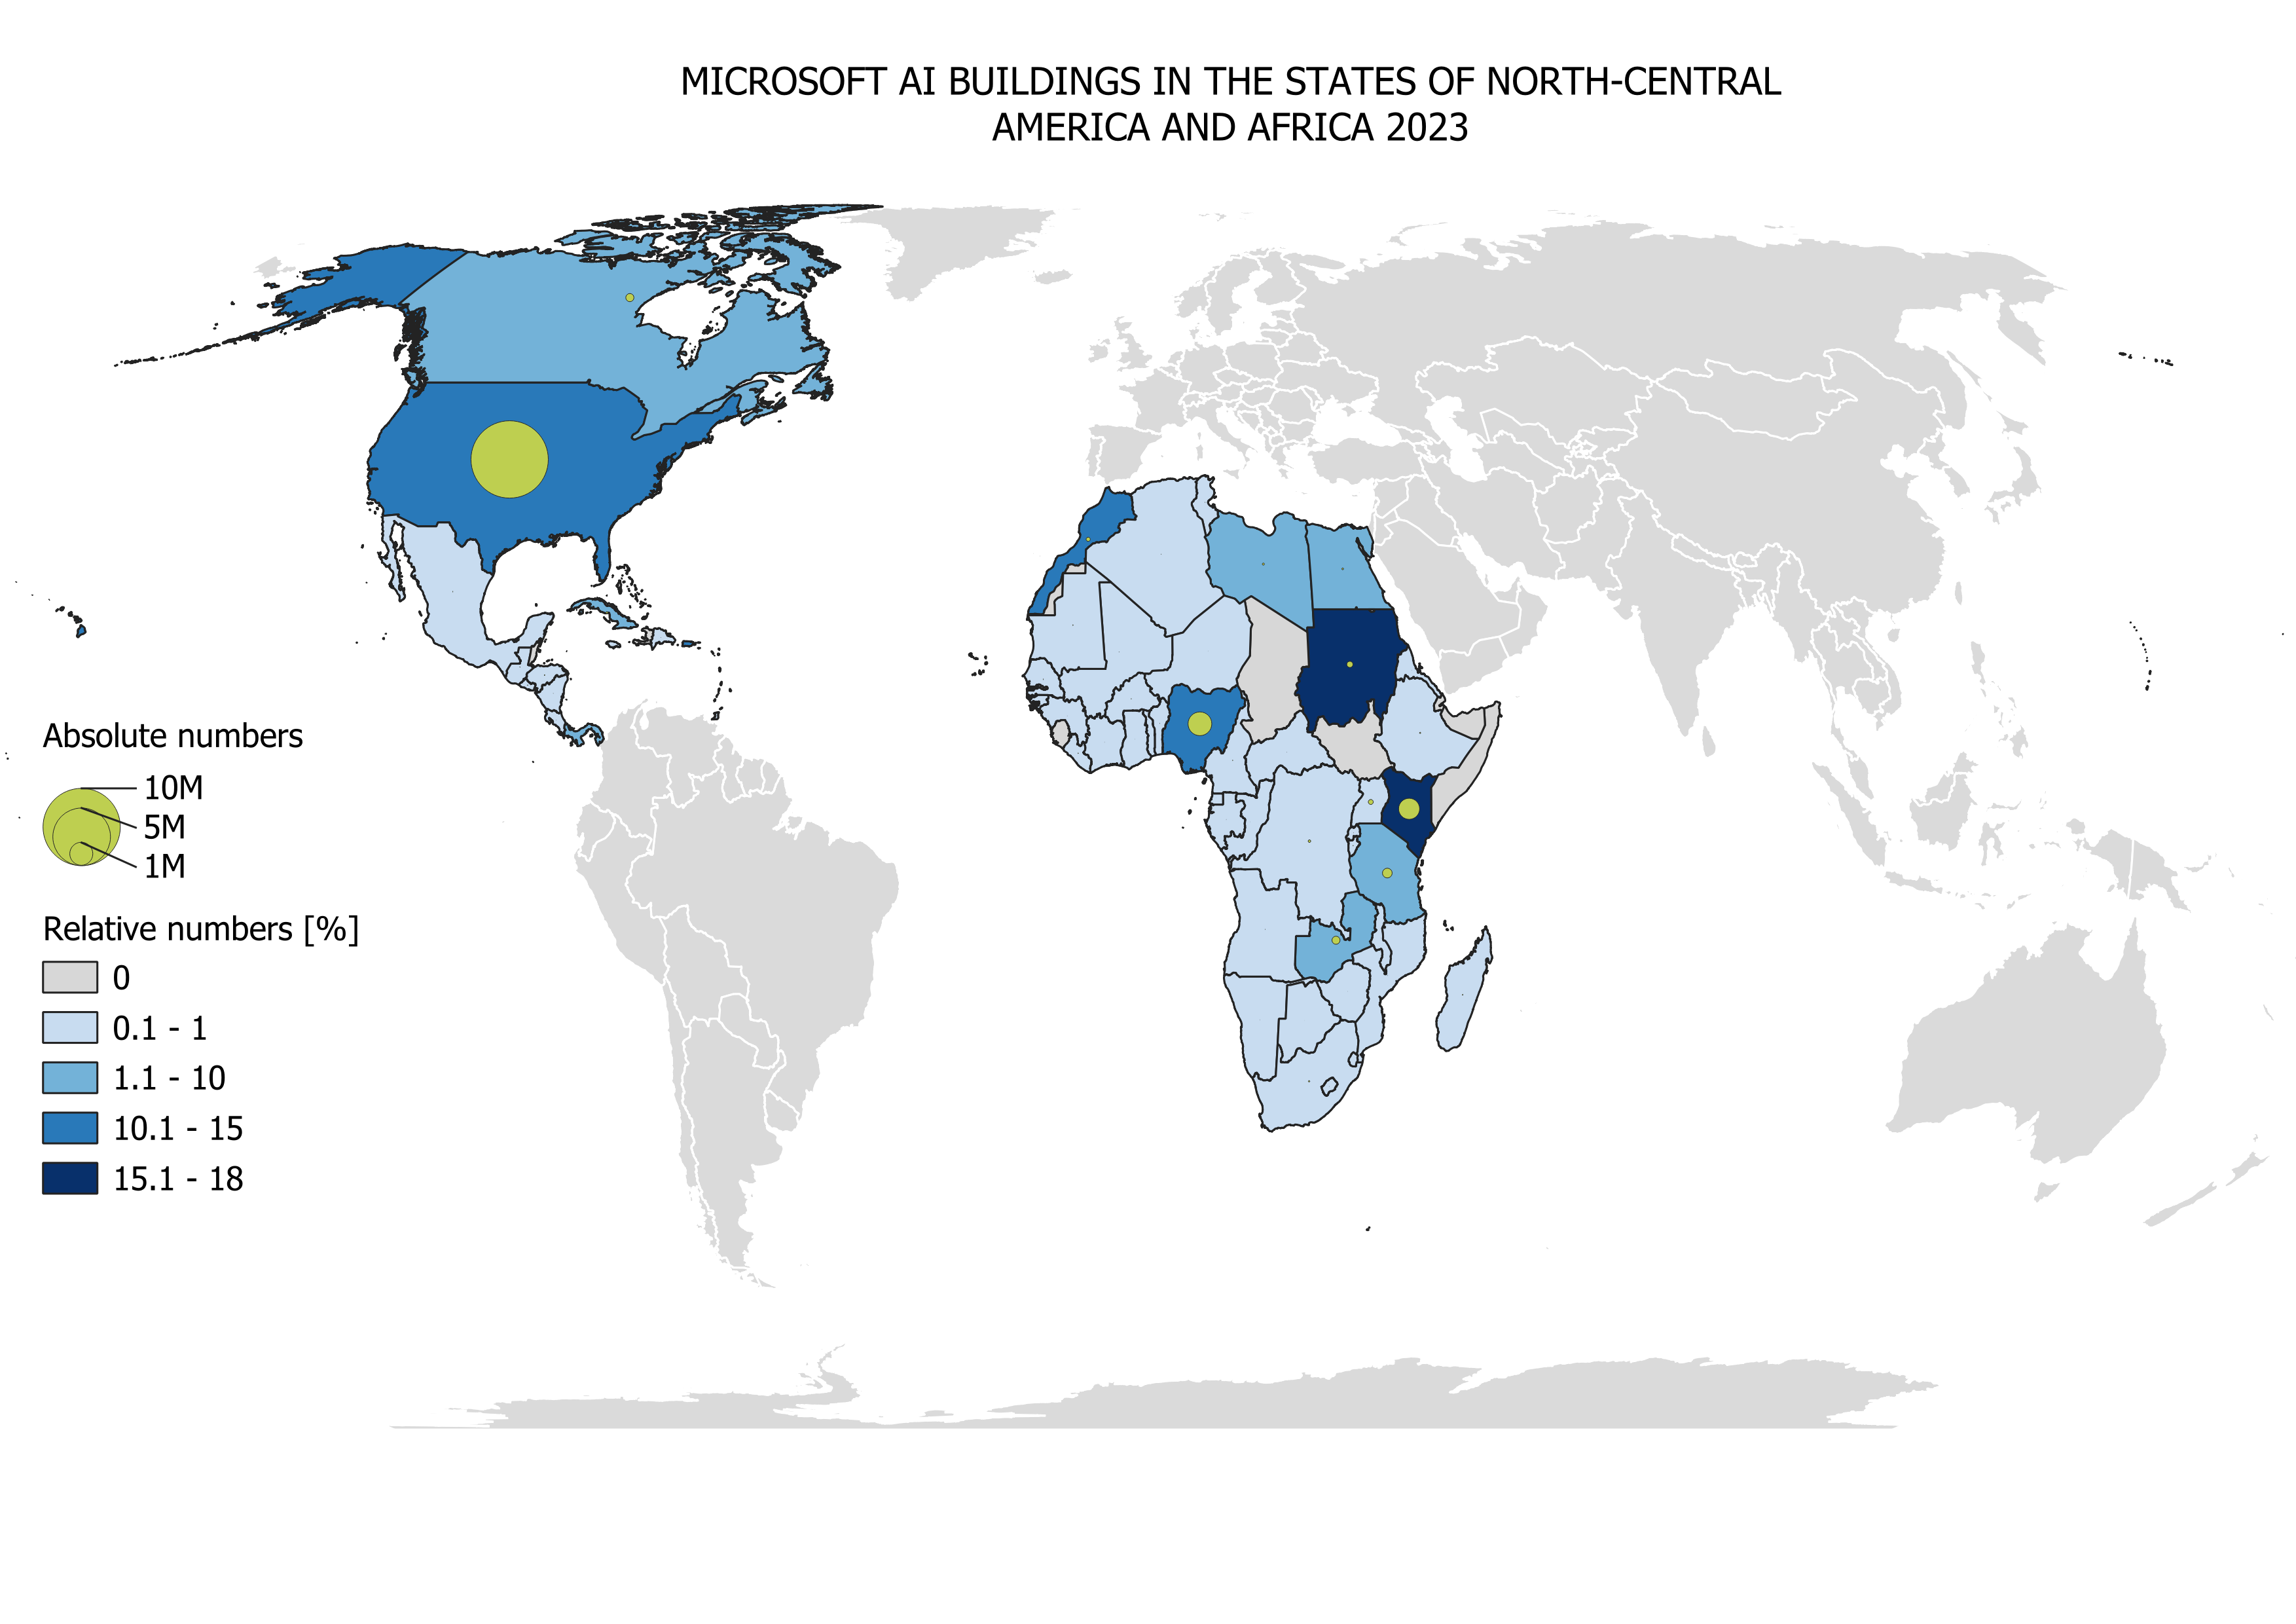 MICROSOFT AI BUILDINGS IN THE STATES OF NORTH-CENTRAL
AMERICA AND AFRICA 2023
Absolute numbers
10M
5M
1M
Relative numbers [%]
0
0.1 - 1
1.1 - 10
10.1 - 15
15.1 - 18